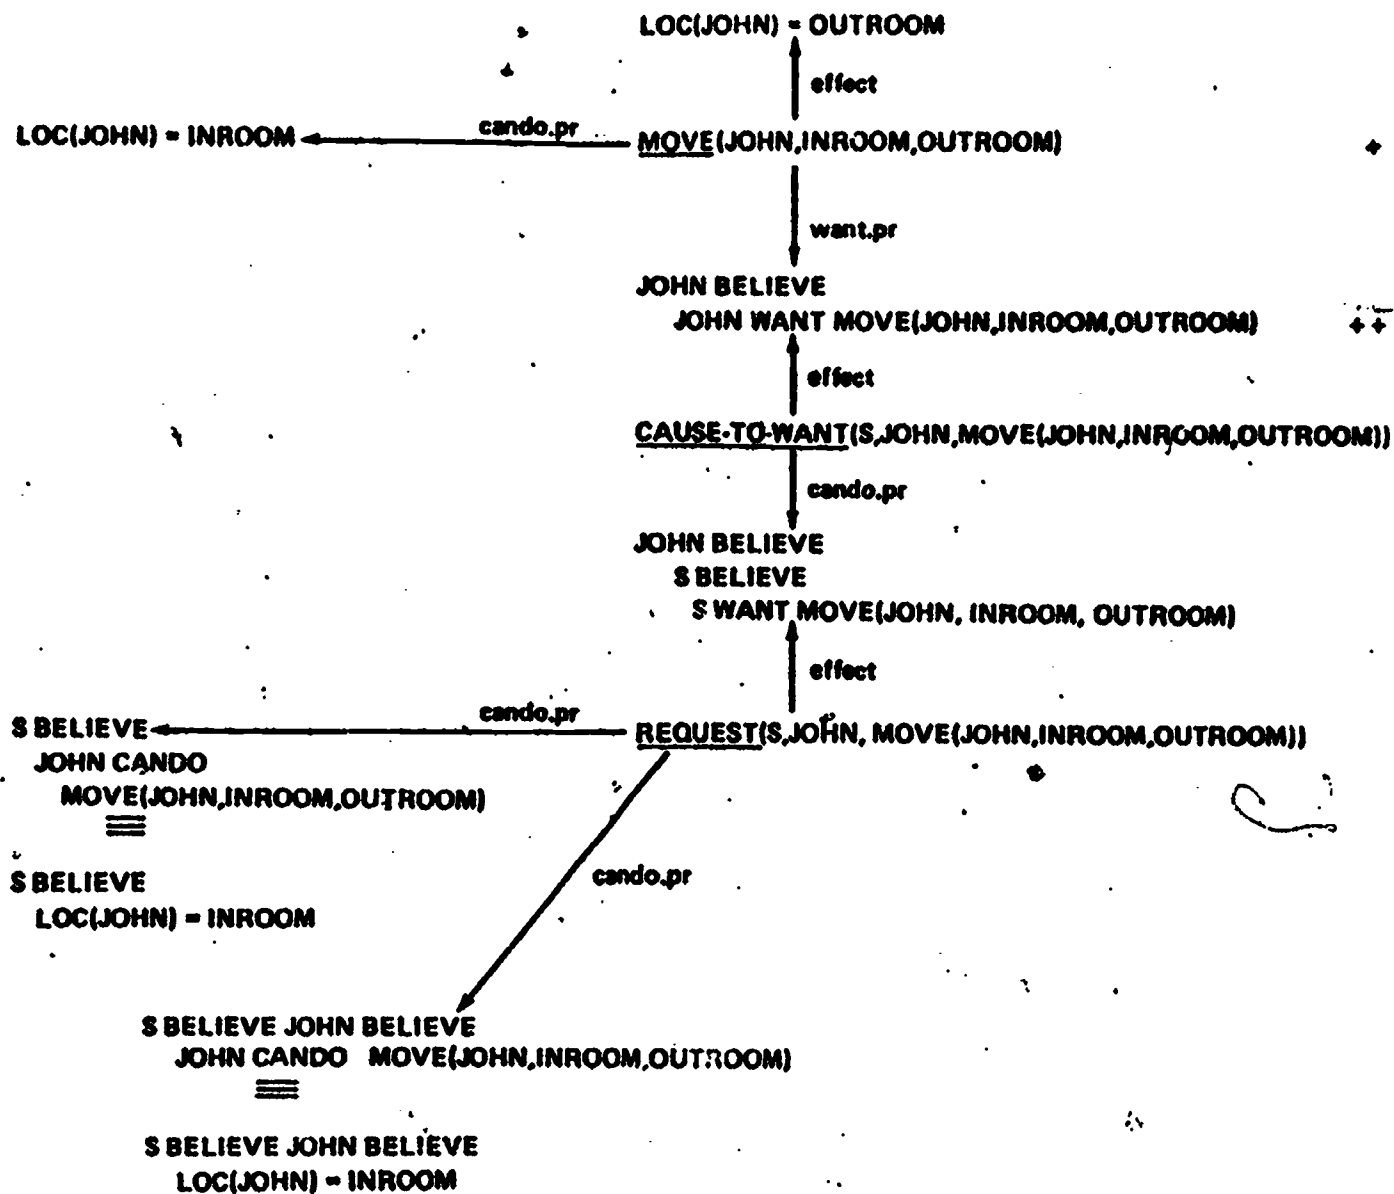 LOC(JOHN) = OUTROOM
effect
LOC(JOHN) = INROOM
cando.pr
MOVE(JOHN,INROOM,OUTROOM)
+
want.pr
JOHN BELIEVE
JOHN WANT MOVE(JOHN,INROOM,OUTROOM)
+ +
effect
CAUSE-TO-WANT(S,JOHN,MOVE(JOHN,INROOM,OUTROOM))
cando.pr
JOHN BELIEVE
S BELIEVE
S WANT MOVE(JOHN, INROOM, OUTROOM)
effect
S BELIEVE
cando.pr
REQUEST(S,JOHN, MOVE(JOHN,INROOM,OUTROOM))
JOHN CANDO
MOVE(JOHN,INROOM,OUTROOM)
≡
S BELIEVE
LOC(JOHN) = INROOM
cando.pr
S BELIEVE JOHN BELIEVE
JOHN CANDO MOVE(JOHN,INROOM,OUTROOM)
≡
S BELIEVE JOHN BELIEVE
LOC(JOHN) = INROOM